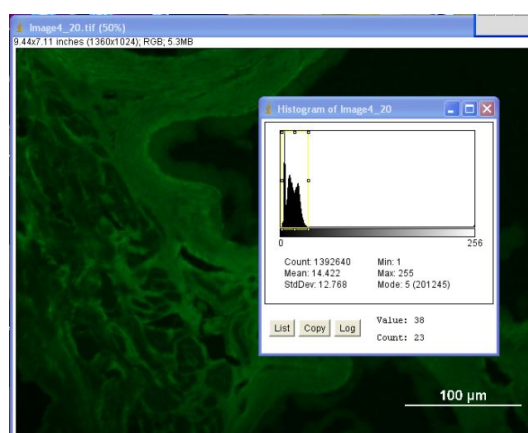 Image4_20.tif (50%)
9.44x7.11 inches (1360x1024); RGB; 5.3MB
Histogram of Image4_20
0 256
Count: 1392640 Min: 1
Mean: 14.422 Max: 255
StdDev: 12.768 Mode: 5 (201245)
List Copy Log Value: 38
Count: 23
100 µm